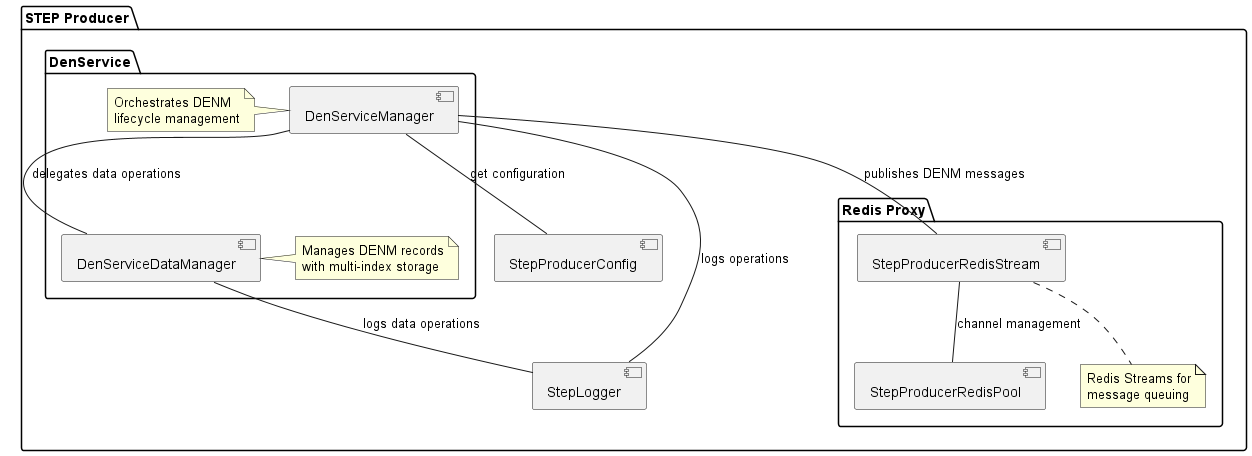 STEP Producer
DenService
Orchestrates DENM
lifecycle management
DenServiceManager
delegates data operations
get configuration
publishes DENM messages
Redis Proxy
DenServiceDataManager
Manages DENM records
with multi-index storage
StepProducerConfig
logs operations
StepProducerRedisStream
logs data operations
channel management
StepLogger
StepProducerRedisPool
Redis Streams for
message queuing